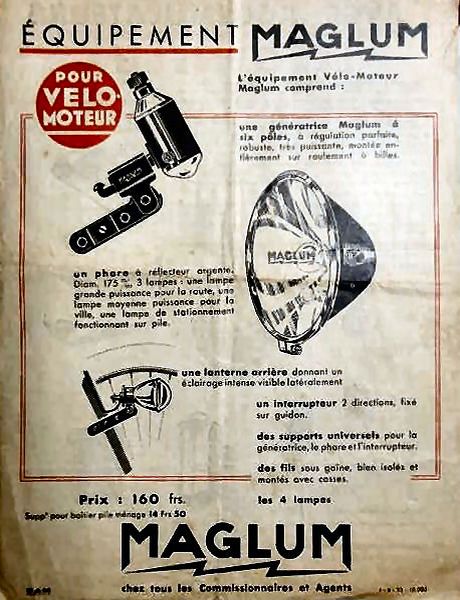 ÉQUIPEMENT MAGLUM
POUR
VÉLO-
MOTEUR
L'équipement Vélo-Moteur
Maglum comprend :
une génératrice Maglum à
six pôles, à régulation parfaite,
robuste, très puissante, montée en-
tièrement sur roulement à billes.
MAGLUM
MAGLUM
un phare à réflecteur argenté,
Diam. 175 m/m, 3 lampes : une lampe
grande puissance pour la route, une
lampe moyenne puissance pour la
ville, une lampe de stationnement
fonctionnant sur pile.
une lanterne arrière donnant un
éclairage intense visible latéralement
un interrupteur 2 directions, fixé
sur guidon.
des supports universels pour la
génératrice, le phare et l'interrupteur.
des fils sous gaine, bien isolés et
montés avec cosses.
les 4 lampes
Prix : 160 frs.
Suppt pour boîtier pile ménage 14 frs 50
MAGLUM
chez tous les Commissionnaires et Agents